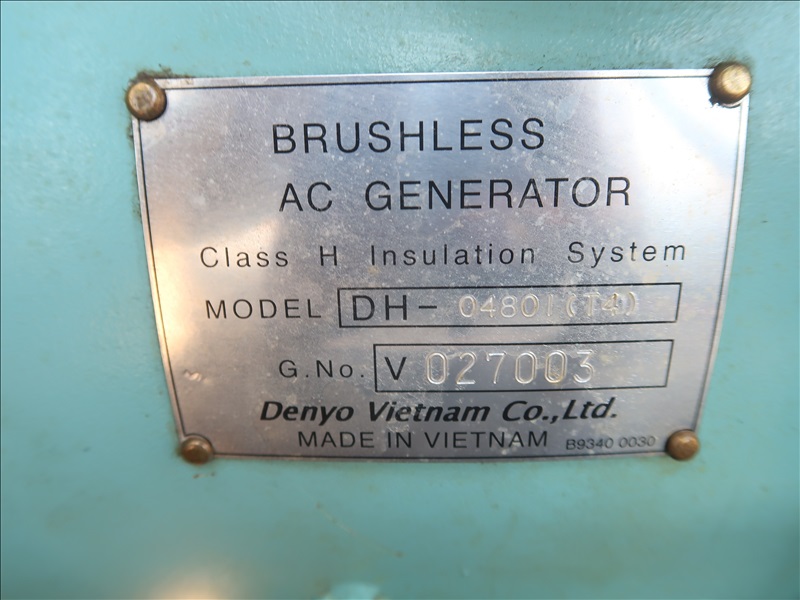 BRUSHLESS
AC GENERATOR
Class H Insulation System
MODEL DH- 04801(T4)
G.No. V 027003
Denyo Vietnam Co.,Ltd.
MADE IN VIETNAM B9340 0030